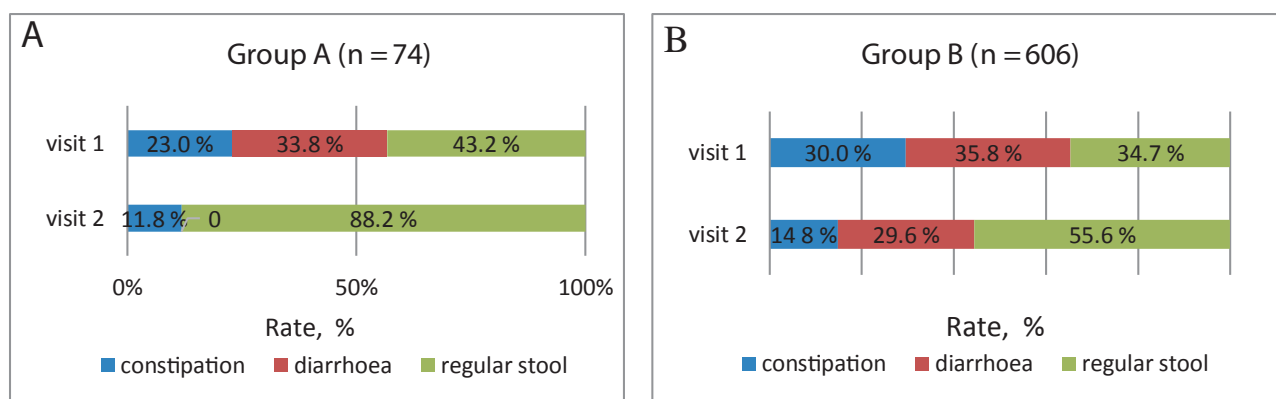 A
Group A (n = 74)
visit 1
23.0 % 33.8 % 43.2 %
visit 2
11.8 % 0 88.2 %
0% 50% 100%
Rate, %
constipation diarrhoea regular stool
B
Group B (n = 606)
visit 1
30.0 % 35.8 % 34.7 %
visit 2
14 8 % 29.6 % 55.6 %
Rate, %
constipation diarrhoea regular stool